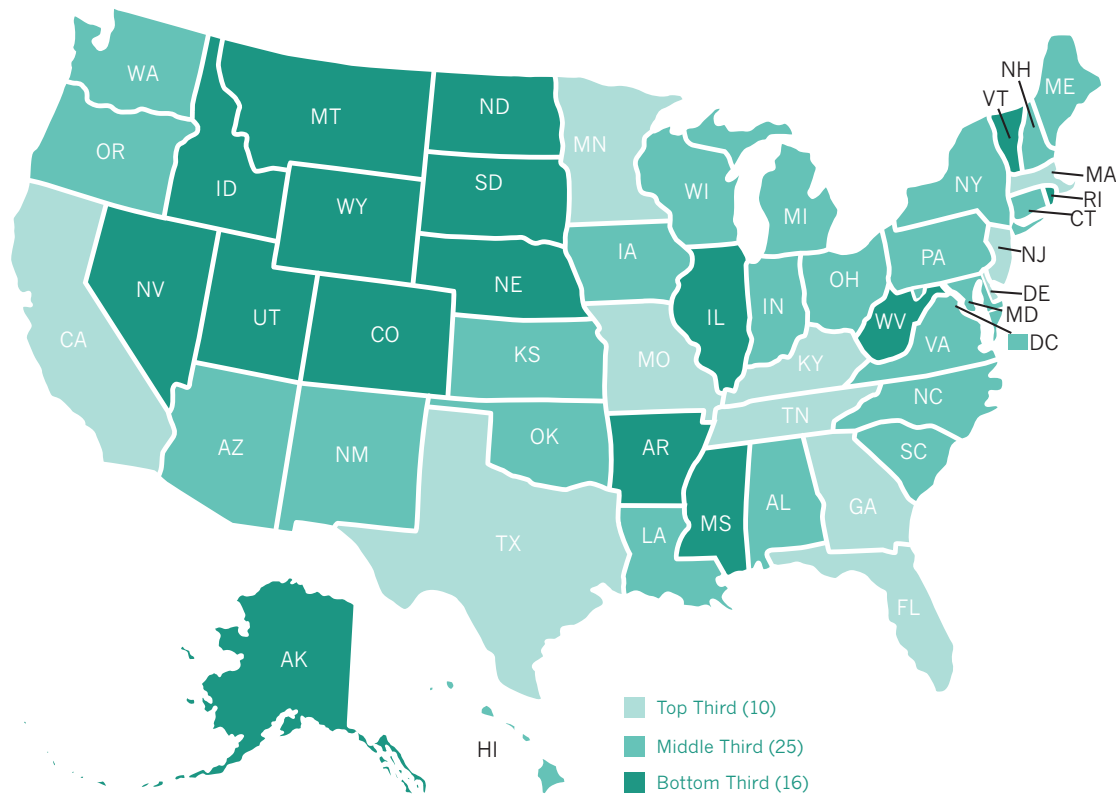 WA
MT
ND
MN
ME
NH
VT
OR
ID
SD
WI
NY
MA
WY
MI
RI
CT
IA
PA
NJ
NV
NE
OH
DE
UT
CO
IL
IN
WV
MD
CA
KS
MO
KY
VA
DC
TN
NC
AZ
NM
OK
AR
SC
TX
LA
MS
AL
GA
FL
AK
HI
Top Third (10)
Middle Third (25)
Bottom Third (16)